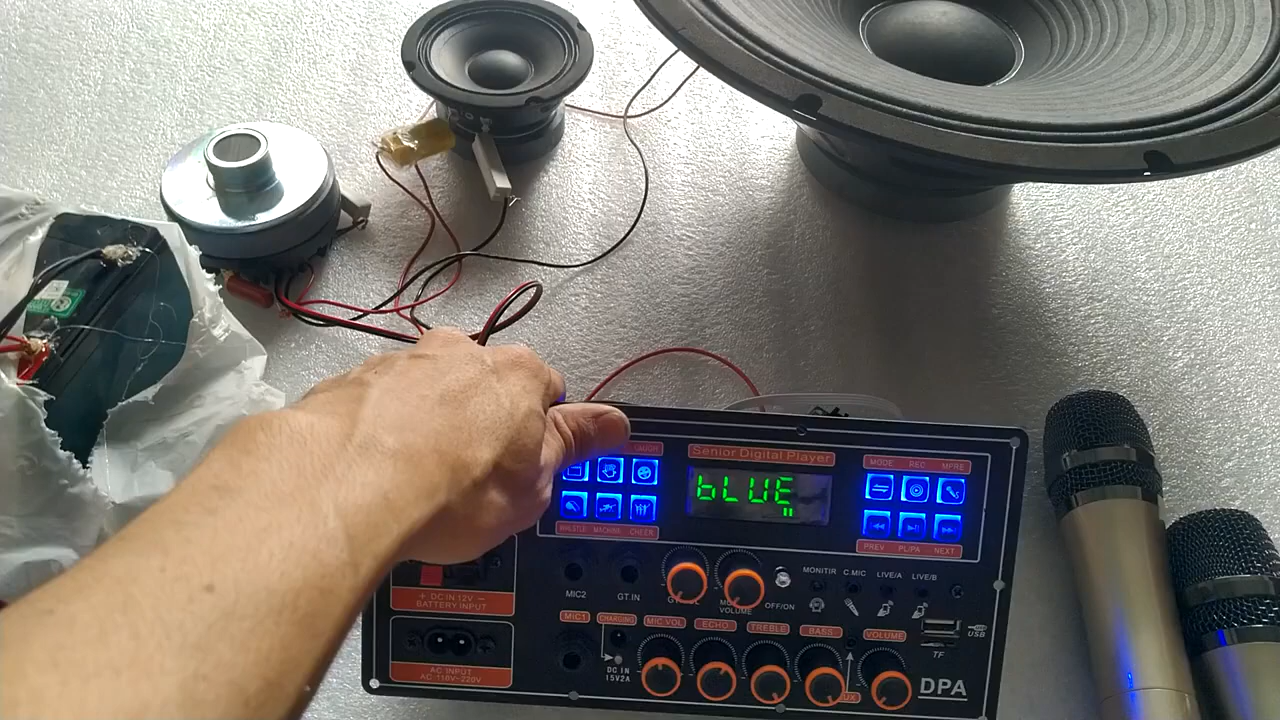 Senior Digital Player
bLUE
MODE REC MPRE
PREV PL/PA NEXT
WHISTLE MACHINE CHEER
MIC2
GT.IN
VOLUME
OFF/ON
MONITIR
C.MIC
LIVE/A
LIVE/B
+ DC IN 12V −
BATTERY INPUT
AC INPUT
AC 110V~220V
MIC1
CHARGING
DC IN
15V2A
MIC VOL
ECHO
TREBLE
BASS
VOLUME
USB
TF
DPA